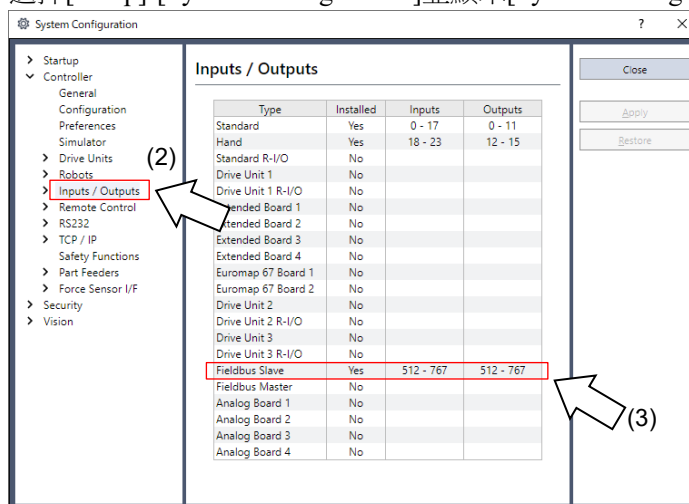 System Configuration ? ×
Startup
Controller
General
Configuration
Preferences
Simulator
Drive Units
Robots
Inputs / Outputs
Remote Control
RS232
TCP / IP
Safety Functions
Part Feeders
Force Sensor I/F
Security
Vision
(2)
Inputs / Outputs
Type Installed Inputs Outputs
Standard Yes 0 - 17 0 - 11
Hand Yes 18 - 23 12 - 15
Standard R-I/O No
Drive Unit 1 No
Drive Unit 1 R-I/O No
tended Board 1 No
xtended Board 2 No
Extended Board 3 No
Extended Board 4 No
Euromap 67 Board 1 No
Euromap 67 Board 2 No
Drive Unit 2 No
Drive Unit 2 R-I/O No
Drive Unit 3 No
Drive Unit 3 R-I/O No
Fieldbus Slave Yes 512 - 767 512 - 767
Fieldbus Master No
Analog Board 1 No
Analog Board 2 No
Analog Board 3 No
Analog Board 4 No
(3)
Close
Apply
Restore